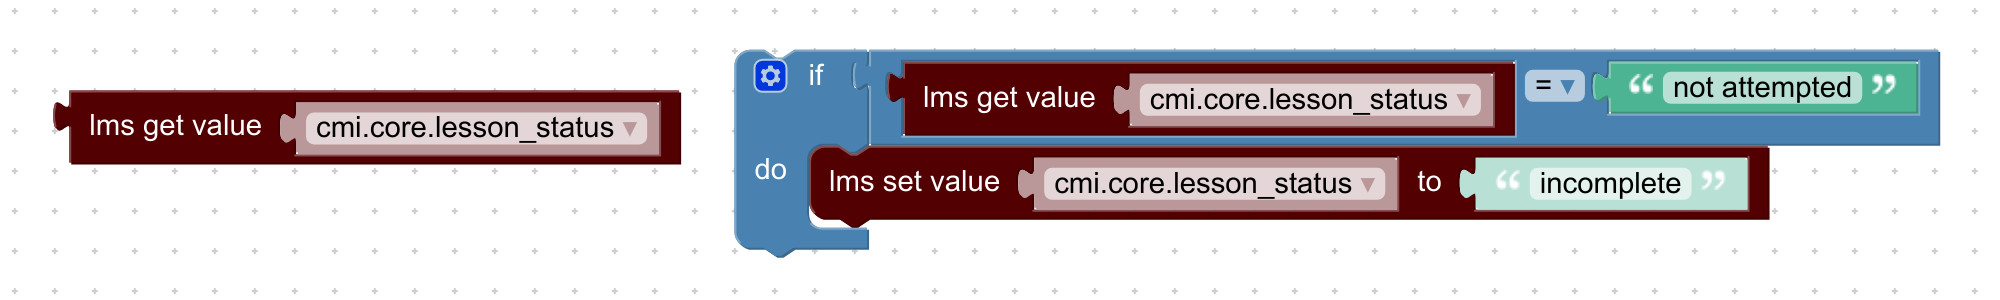 lms get value cmi.core.lesson_status
if lms get value cmi.core.lesson_status = “ not attempted ”
do lms set value cmi.core.lesson_status to “ incomplete ”